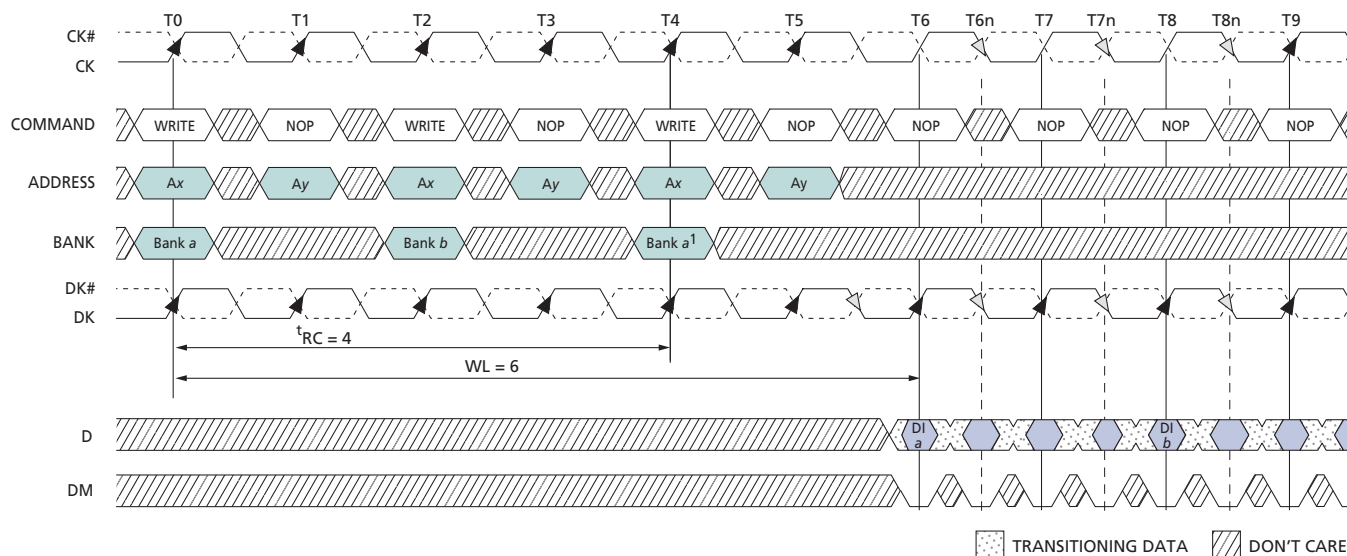 T0 T1 T2 T3 T4 T5 T6 T6n T7 T7n T8 T8n T9
CK#
CK
COMMAND WRITE NOP WRITE NOP WRITE NOP NOP NOP NOP NOP
ADDRESS Ax Ay Ax Ay Ax Ay
BANK Bank a Bank b Bank a1
DK#
DK
tRC = 4
WL = 6
D DI a DI b
DM
TRANSITIONING DATA DON'T CARE